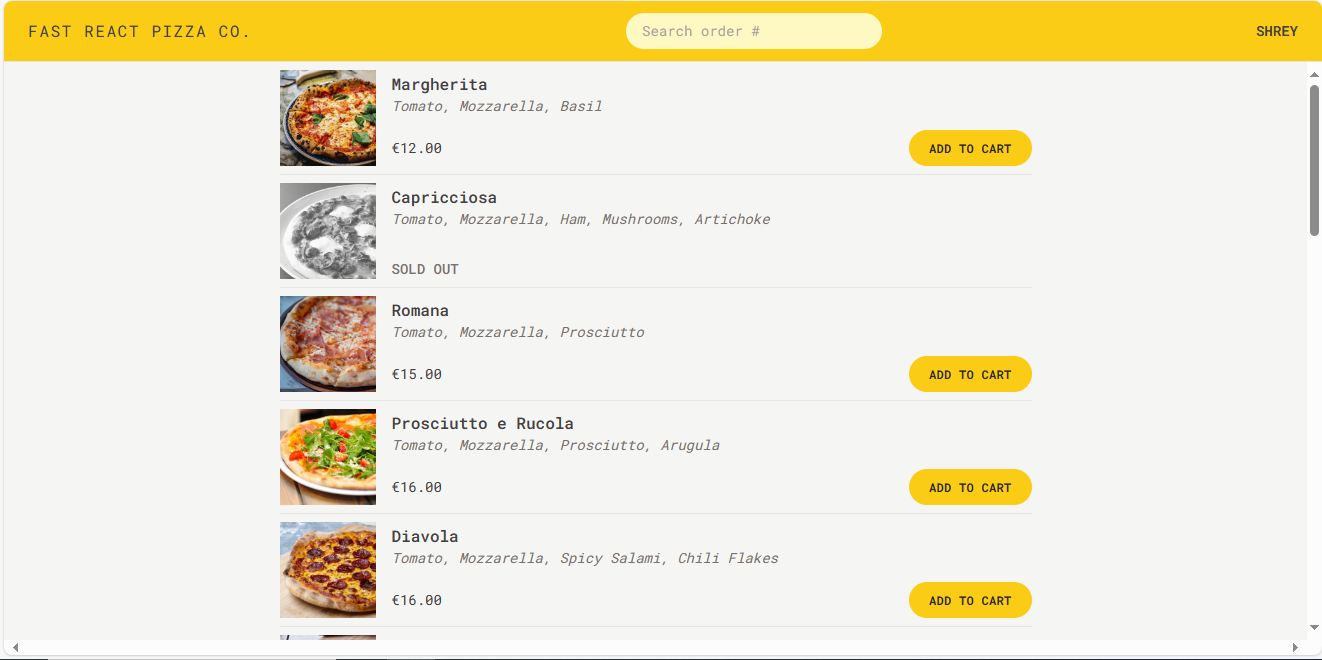 FAST REACT PIZZA CO.
Search order #
SHREY
Margherita
Tomato, Mozzarella, Basil
€12.00
ADD TO CART
Capricciosa
Tomato, Mozzarella, Ham, Mushrooms, Artichoke
SOLD OUT
Romana
Tomato, Mozzarella, Prosciutto
€15.00
ADD TO CART
Prosciutto e Rucola
Tomato, Mozzarella, Prosciutto, Arugula
€16.00
ADD TO CART
Diavola
Tomato, Mozzarella, Spicy Salami, Chili Flakes
€16.00
ADD TO CART